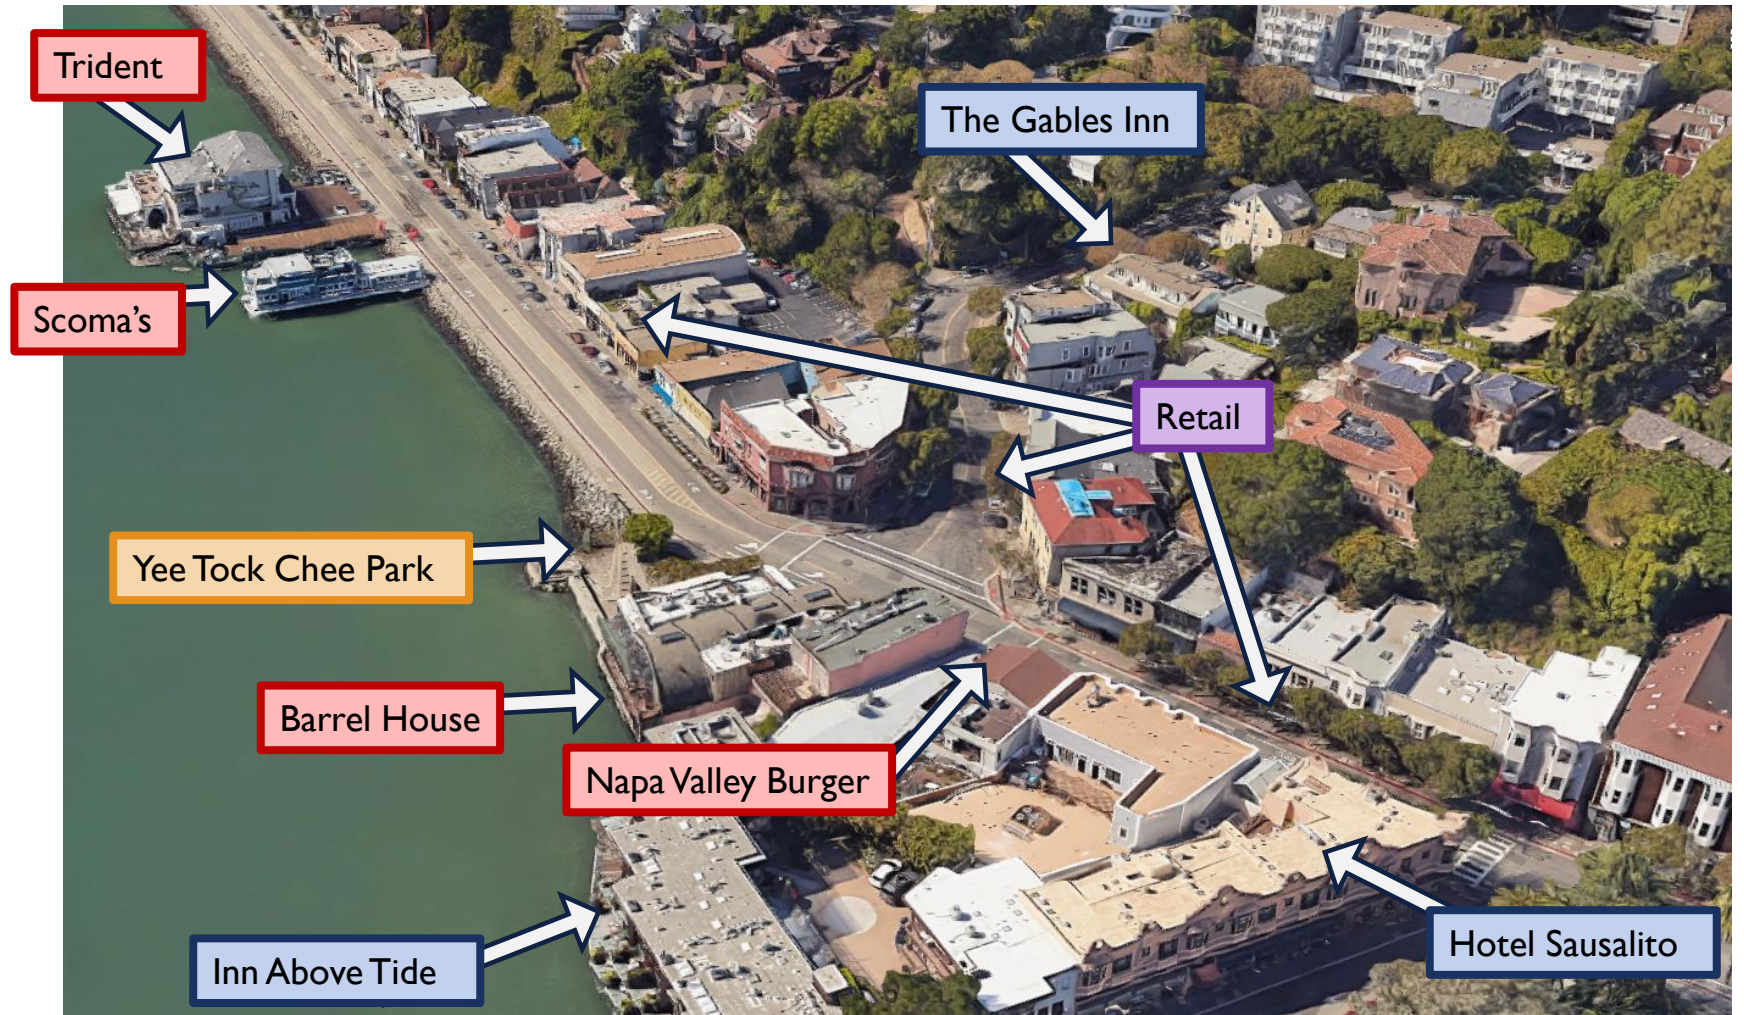 Trident
The Gables Inn
Scoma's
Retail
Yee Tock Chee Park
Barrel House
Napa Valley Burger
Hotel Sausalito
Inn Above Tide